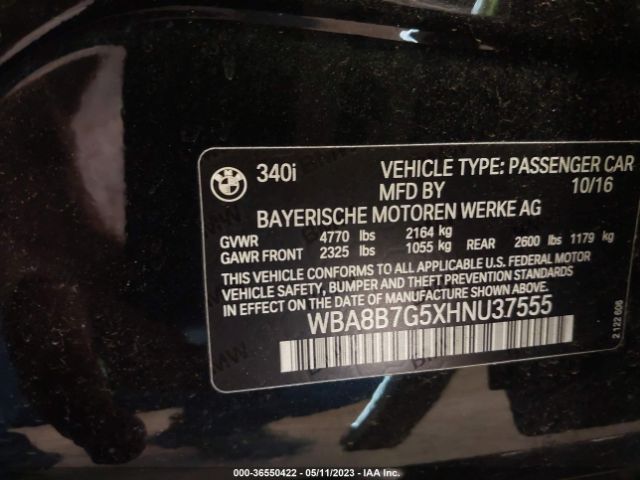 340i
VEHICLE TYPE: PASSENGER CAR
MFD BY 10/16
BAYERISCHE MOTOREN WERKE AG
GVWR 4770 lbs 2164 kg
GAWR FRONT 2325 lbs 1055 kg REAR 2600 lbs 1179 kg
THIS VEHICLE CONFORMS TO ALL APPLICABLE U.S. FEDERAL MOTOR
VEHICLE SAFETY, BUMPER AND THEFT PREVENTION STANDARDS
IN EFFECT ON THE DATE OF MANUFACTURE SHOWN ABOVE.
WBA8B7G5XHNU37555
2 122 606
000-36550422 - 05/11/2023 - IAA Inc.